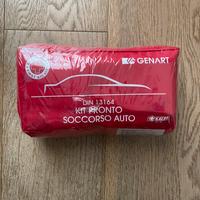 GENART
DIN 13164
KIT PRONTO
SOCCORSO AUTO